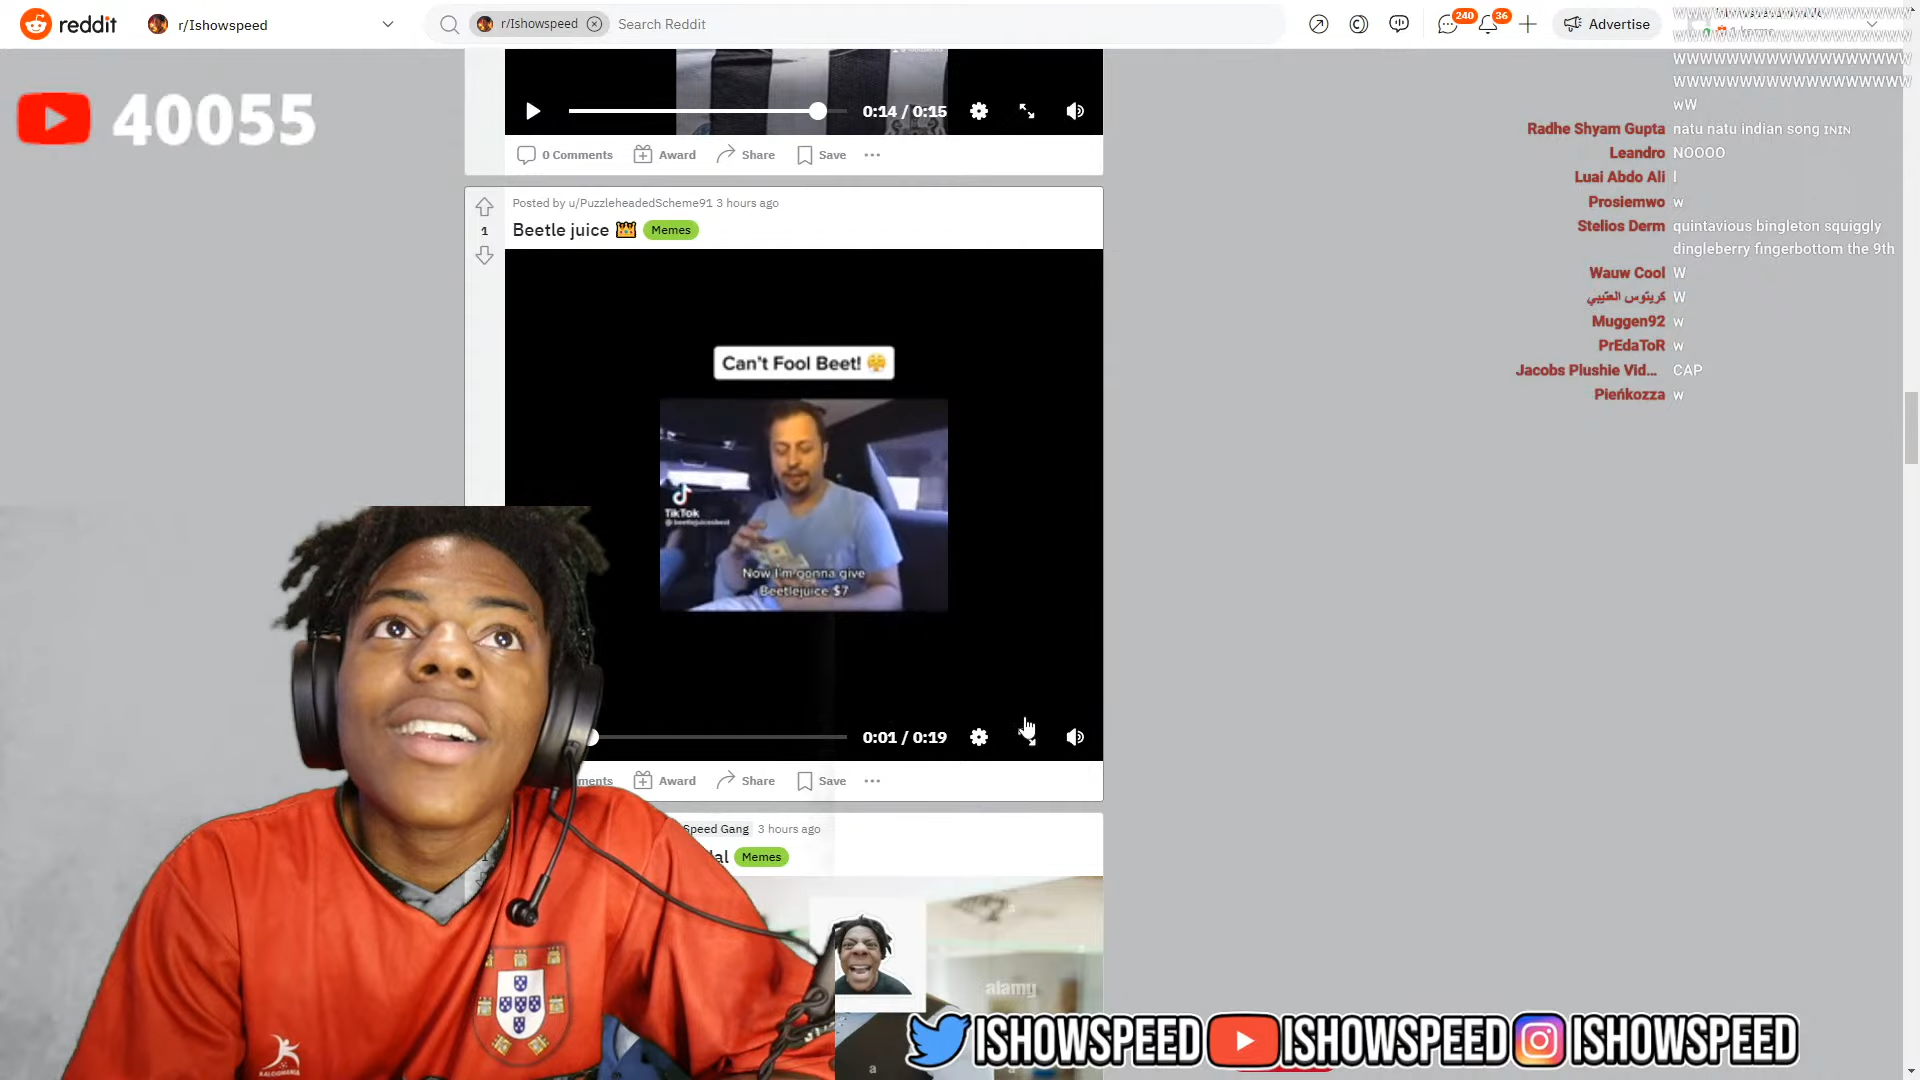 reddit
r/Ishowspeed
r/Ishowspeed
Search Reddit
240
36
Advertise
40055
0:14 / 0:15
0 Comments
Award
Share
Save
Posted by u/PuzzleheadedScheme91 3 hours ago
1
Beetle juice
Memes
Can't Fool Beet!
TikTok
Now I'm gonna give
Beetlejuice $7
0:01 / 0:19
ments
Award
Share
Save
Speed Gang
3 hours ago
Memes
alamy
a
a
wW
Radhe Shyam Gupta natu natu indian song ININ
Leandro NOOOO
Luai Abdo Ali l
Prosiemwo w
Stelios Derm quintavious bingleton squiggly
dingleberry fingerbottom the 9th
Wauw Cool W
كريتوس العتيبي W
Muggen92 w
PrEdaToR w
Jacobs Plushie Vid... CAP
Pieńkozza w
KALCIOMANIA
ISHOWSPEED
ISHOWSPEED
ISHOWSPEED